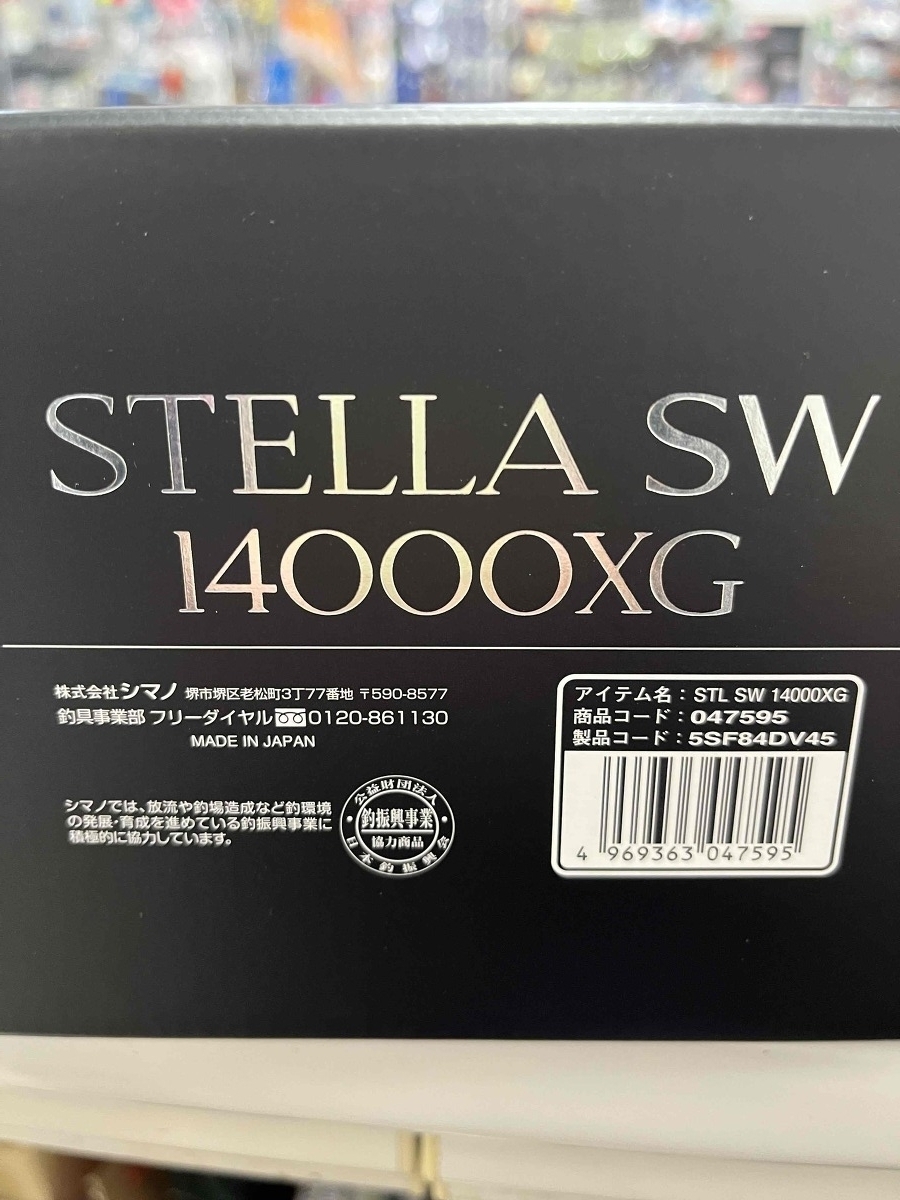 STELLA SW
14000XG
株式会社シマノ 堺市堺区老松町3丁77番地 〒590-8577
釣具事業部 フリーダイヤル 0120-861130
MADE IN JAPAN
シマノでは、放流や釣場造成など釣環境
の発展・育成を進めている釣振興事業に
積極的に協力しています。
公益財団法人
釣振興事業
協力商品
日本釣振興会
アイテム名：STL SW 14000XG
商品コード：047595
製品コード：5SF84DV45
4 969363 047595